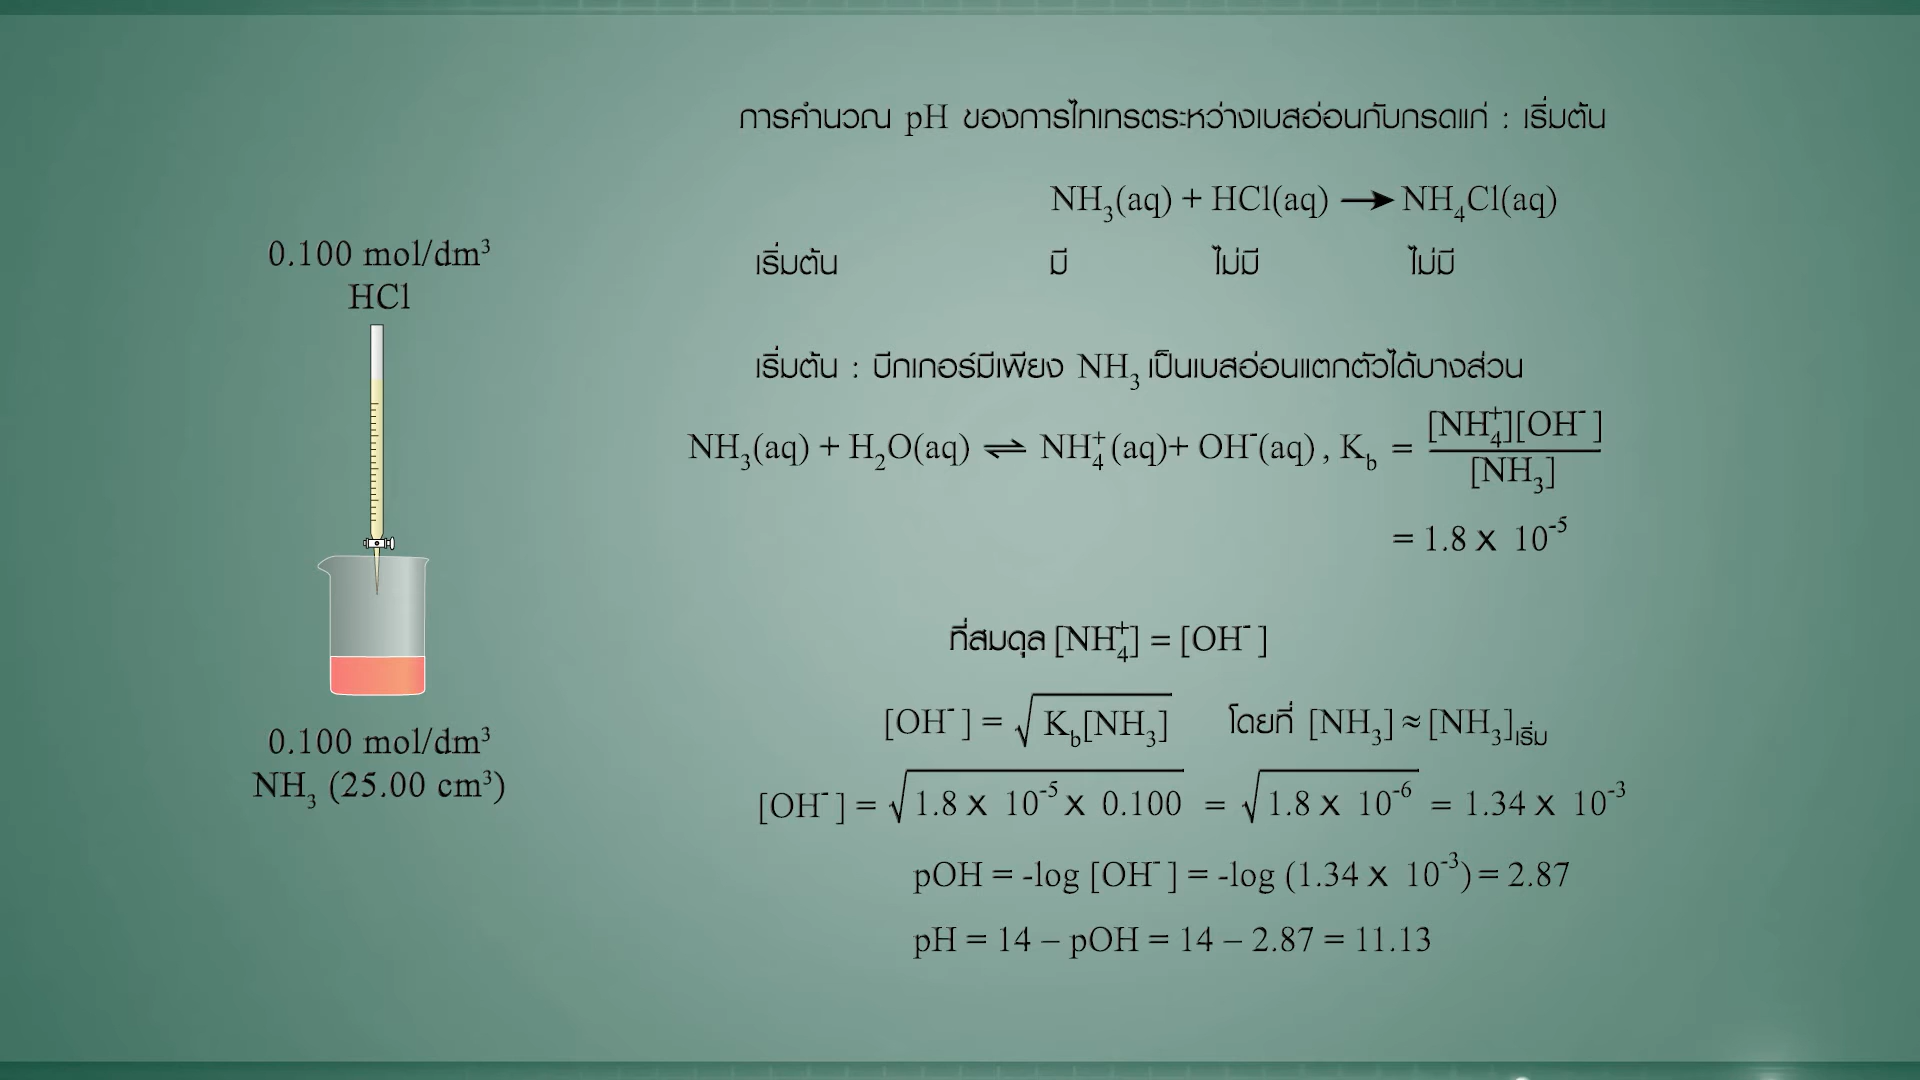 การคำนวณ pH ของการไทเทรตระหว่างเบสอ่อนกับกรดแก่ : เริ่มต้น
NH₃(aq) + HCl(aq) ⟶ NH₄Cl(aq)
เริ่มต้น มี ไม่มี ไม่มี
0.100 mol/dm³
HCl
เริ่มต้น : บีกเกอร์มีเพียง NH₃ เป็นเบสอ่อนแตกตัวได้บางส่วน
NH₃(aq) + H₂O(aq) ⇌ NH₄⁺(aq)+ OH⁻(aq) , K_b = [NH₄⁺][OH⁻] / [NH₃]
= 1.8 x 10⁻⁵
ที่สมดุล [NH₄⁺] = [OH⁻]
[OH⁻] = √(K_b[NH₃]) โดยที่ [NH₃] ≈ [NH₃]เริ่ม
0.100 mol/dm³
NH₃ (25.00 cm³)
[OH⁻] = √(1.8 x 10⁻⁵ x 0.100) = √(1.8 x 10⁻⁶) = 1.34 x 10⁻³
pOH = -log [OH⁻] = -log (1.34 x 10⁻³) = 2.87
pH = 14 – pOH = 14 – 2.87 = 11.13